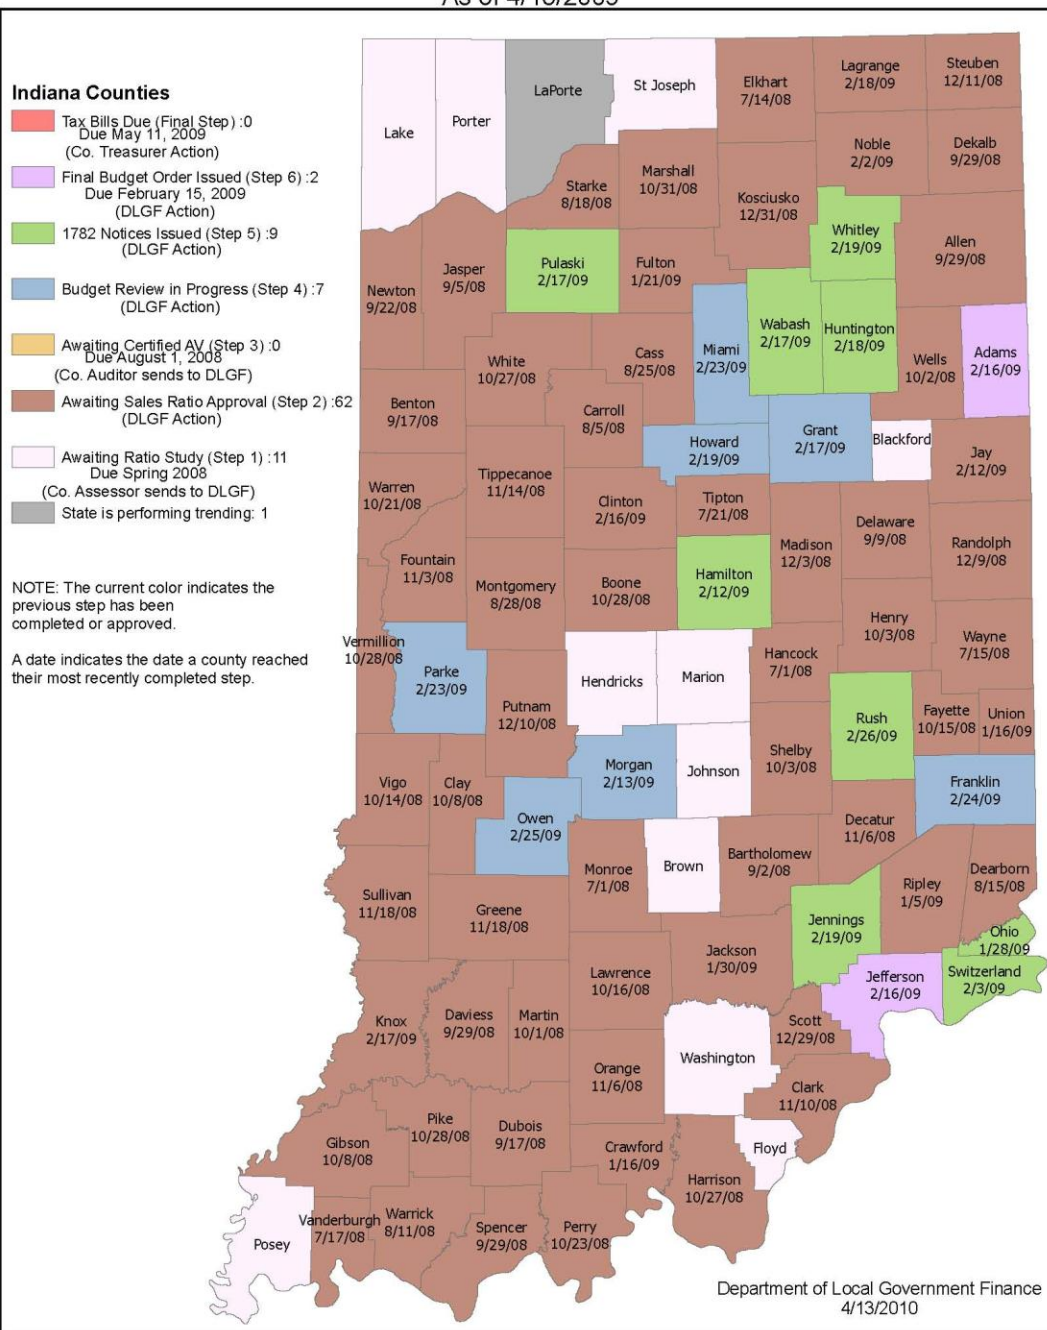 Indiana Counties
Tax Bills Due (Final Step) :0
Due May 11, 2009
(Co. Treasurer Action)
Final Budget Order Issued (Step 6) :2
Due February 15, 2009
(DLGF Action)
1782 Notices Issued (Step 5) :9
(DLGF Action)
Budget Review in Progress (Step 4) :7
(DLGF Action)
Awaiting Certified AV (Step 3) :0
Due August 1, 2008
(Co. Auditor sends to DLGF)
Awaiting Sales Ratio Approval (Step 2) :62
(DLGF Action)
Awaiting Ratio Study (Step 1) :11
Due Spring 2008
(Co. Assessor sends to DLGF)
State is performing trending: 1
NOTE: The current color indicates the
previous step has been
completed or approved.
A date indicates the date a county reached
their most recently completed step.
Lake
Porter
LaPorte
St Joseph
Elkhart
7/14/08
Lagrange
2/18/09
Steuben
12/11/08
Starke
8/18/08
Marshall
10/31/08
Kosciusko
12/31/08
Noble
2/2/09
Dekalb
9/29/08
Newton
9/22/08
Jasper
9/5/08
Pulaski
2/17/09
Fulton
1/21/09
Whitley
2/19/09
Allen
9/29/08
White
10/27/08
Cass
8/25/08
Miami
2/23/09
Wabash
2/17/09
Huntington
2/18/09
Wells
10/2/08
Adams
2/16/09
Benton
9/17/08
Carroll
8/5/08
Howard
2/19/09
Grant
2/17/09
Blackford
Jay
2/12/09
Warren
10/21/08
Tippecanoe
11/14/08
Clinton
2/16/09
Tipton
7/21/08
Madison
12/3/08
Delaware
9/9/08
Randolph
12/9/08
Fountain
11/3/08
Montgomery
8/28/08
Boone
10/28/08
Hamilton
2/12/09
Henry
10/3/08
Wayne
7/15/08
Vermillion
10/28/08
Parke
2/23/09
Putnam
12/10/08
Hendricks
Marion
Hancock
7/1/08
Rush
2/26/09
Fayette
10/15/08
Union
1/16/09
Vigo
10/14/08
Clay
10/8/08
Owen
2/25/09
Morgan
2/13/09
Johnson
Shelby
10/3/08
Franklin
2/24/09
Decatur
11/6/08
Sullivan
11/18/08
Greene
11/18/08
Monroe
7/1/08
Brown
Bartholomew
9/2/08
Jennings
2/19/09
Ripley
1/5/09
Dearborn
8/15/08
Ohio
1/28/09
Switzerland
2/3/09
Jefferson
2/16/09
Jackson
1/30/09
Lawrence
10/16/08
Knox
2/17/09
Daviess
9/29/08
Martin
10/1/08
Washington
Scott
12/29/08
Orange
11/6/08
Clark
11/10/08
Gibson
10/8/08
Pike
10/28/08
Dubois
9/17/08
Crawford
1/16/09
Harrison
10/27/08
Floyd
Posey
Vanderburgh
7/17/08
Warrick
8/11/08
Spencer
9/29/08
Perry
10/23/08
Department of Local Government Finance
4/13/2010